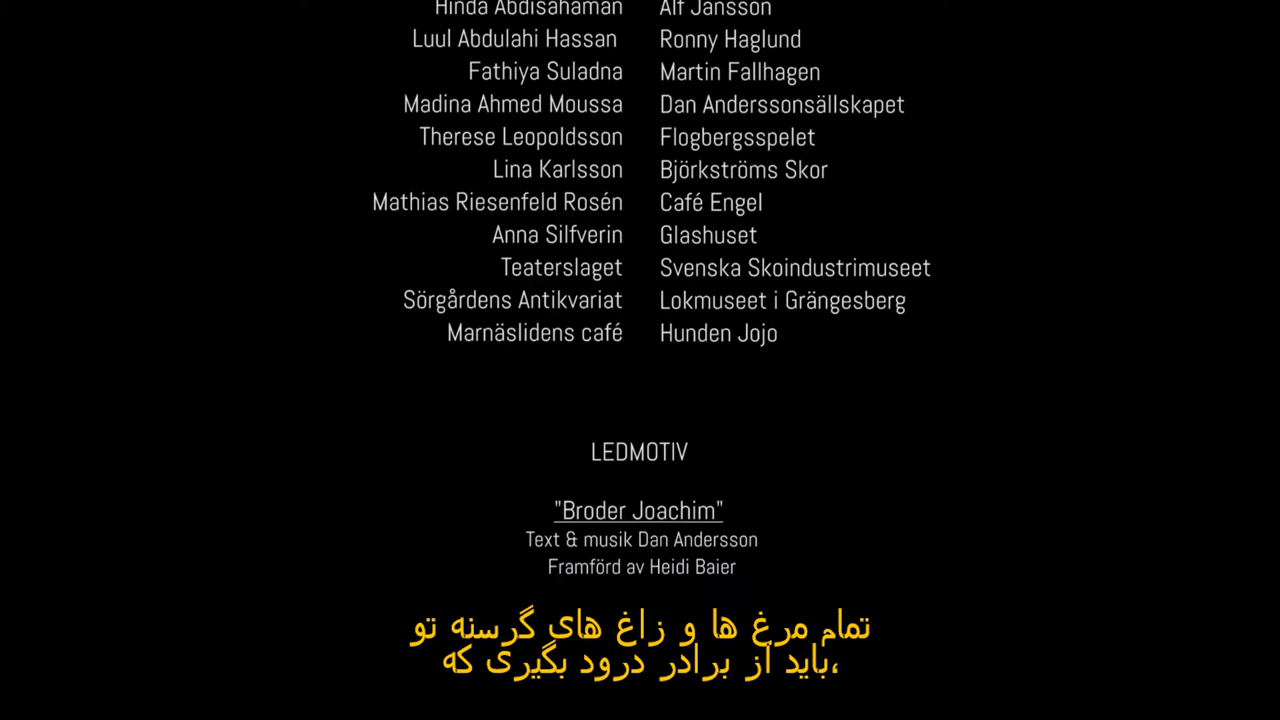 Hinda Abdisahaman Alf Jansson
Luul Abdulahi Hassan Ronny Haglund
Fathiya Suladna Martin Fallhagen
Madina Ahmed Moussa Dan Anderssonsällskapet
Therese Leopoldsson Flogbergsspelet
Lina Karlsson Björkströms Skor
Mathias Riesenfeld Rosén Café Engel
Anna Silfverin Glashuset
Teaterslaget Svenska Skoindustrimuseet
Sörgårdens Antikvariat Lokmuseet i Grängesberg
Marnäslidens café Hunden Jojo
LEDMOTIV
"Broder Joachim"
Text & musik Dan Andersson
Framförd av Heidi Baier
تمام مرغ ها و زاغ های گرسنه تو
،باید از برادر درود بگیری که